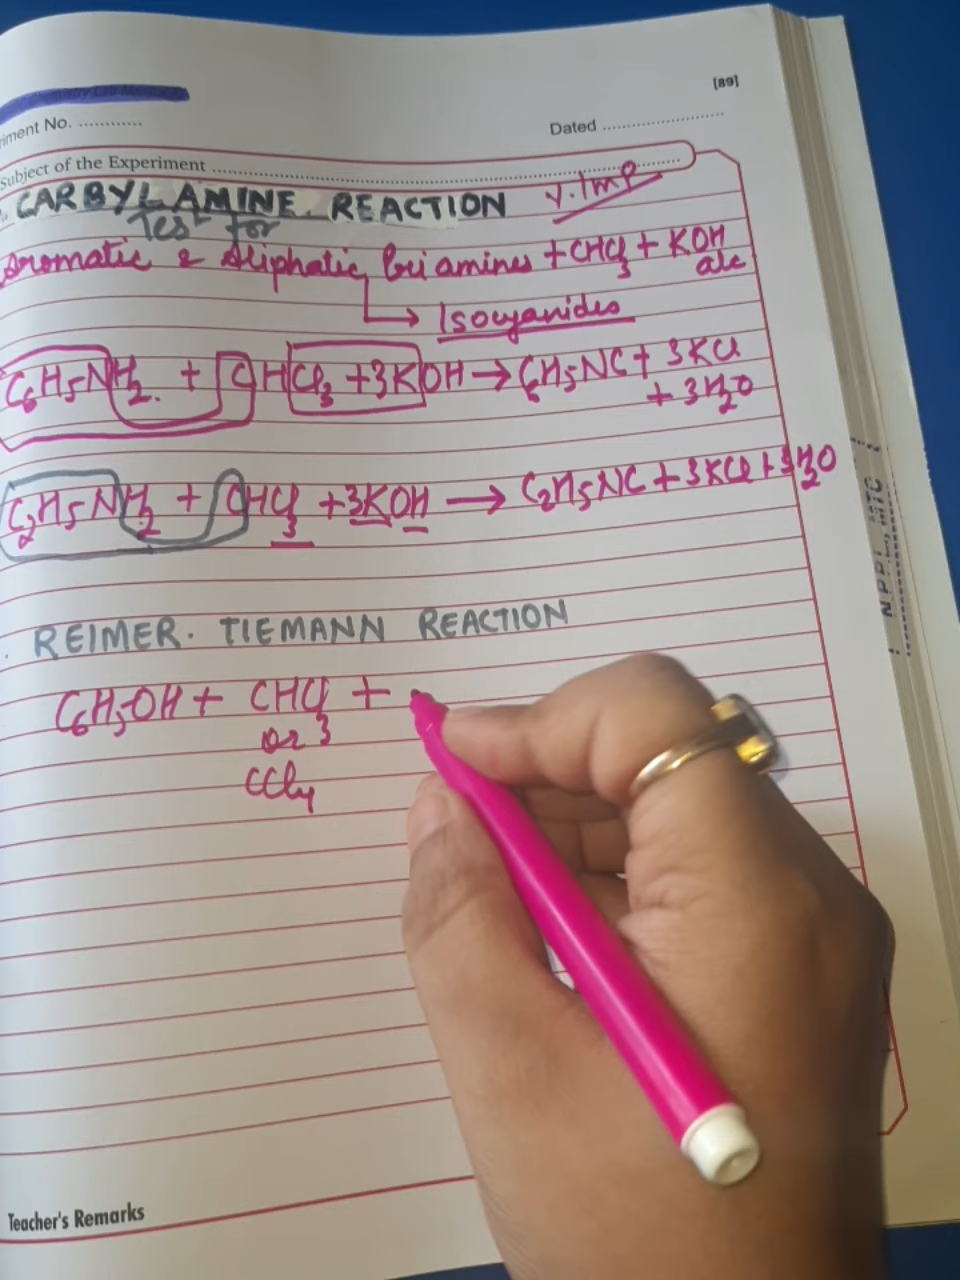 [89]
iment No. ............
Dated ........................
Subject of the Experiment
CARBYLAMINE REACTION V.Imp
Test for
Aromatic & Aliphatic pri amines + CHCl3 + KOH
alc
Isocyanides
C6H5NH2 + CHCl3 + 3KOH → C6H5NC + 3KCl
+ 3H2O
C2H5NH2 + CHCl3 + 3KOH → C2H5NC + 3KCl + 3H2O
REIMER. TIEMANN REACTION
C6H5OH + CHCl3 +
or
CCl4
Teacher's Remarks